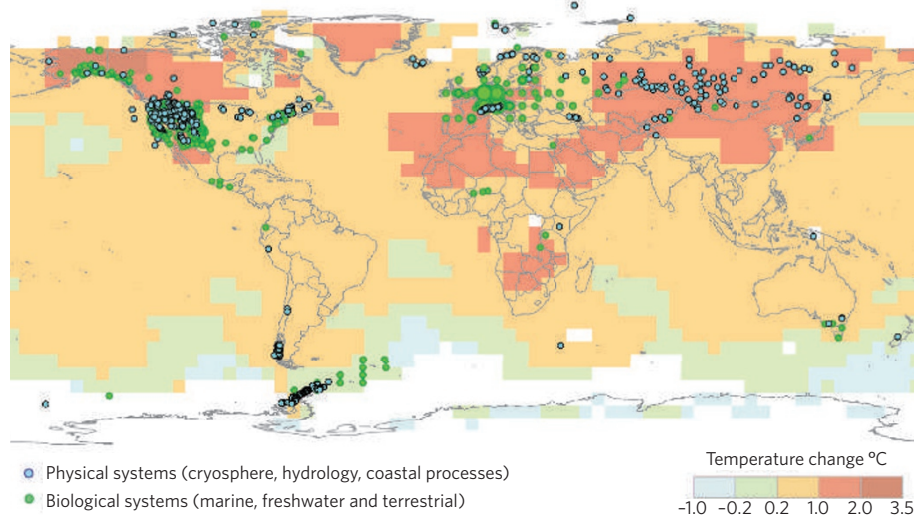 Physical systems (cryosphere, hydrology, coastal processes)
Biological systems (marine, freshwater and terrestrial)
Temperature change °C
–1.0 –0.2 0.2 1.0 2.0 3.5